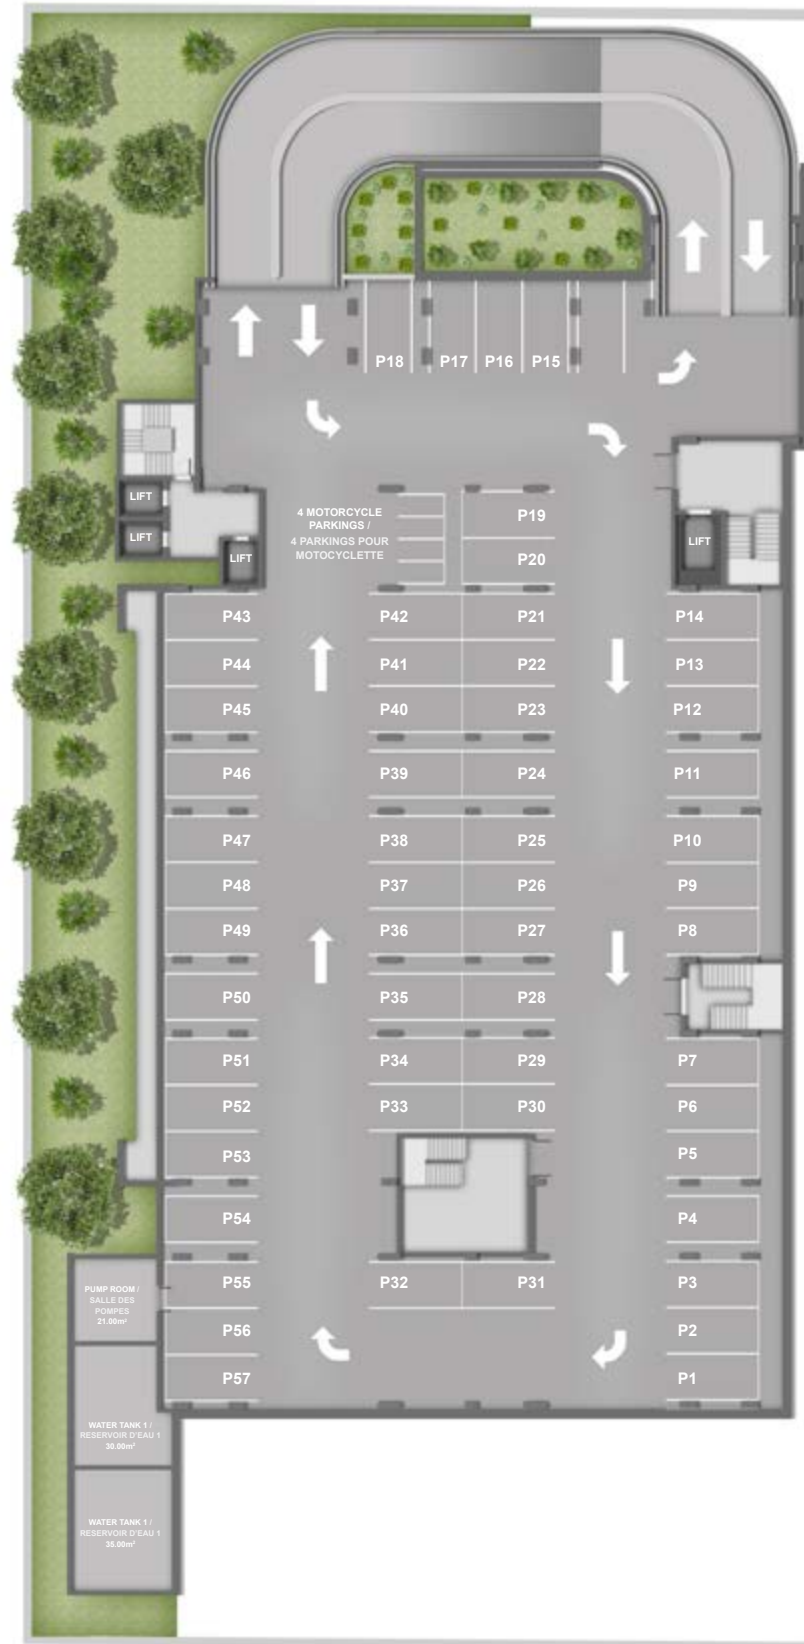 P18 P17 P16 P15
LIFT
LIFT
LIFT
4 MOTORCYCLE
PARKINGS /
4 PARKINGS POUR
MOTOCYCLETTE
P19
P20
LIFT
P43 P42 P21 P14
P44 P41 P22 P13
P45 P40 P23 P12
P46 P39 P24 P11
P47 P38 P25 P10
P48 P37 P26 P9
P49 P36 P27 P8
P50 P35 P28
P51 P34 P29 P7
P52 P33 P30 P6
P53 P5
P54 P4
P55 P32 P31 P3
P56 P2
P57 P1
PUMP ROOM /
SALLE DES
POMPES
21.00m²
WATER TANK 1 /
RESERVOIR D'EAU 1
30.00m²
WATER TANK 1 /
RESERVOIR D'EAU 1
35.00m²